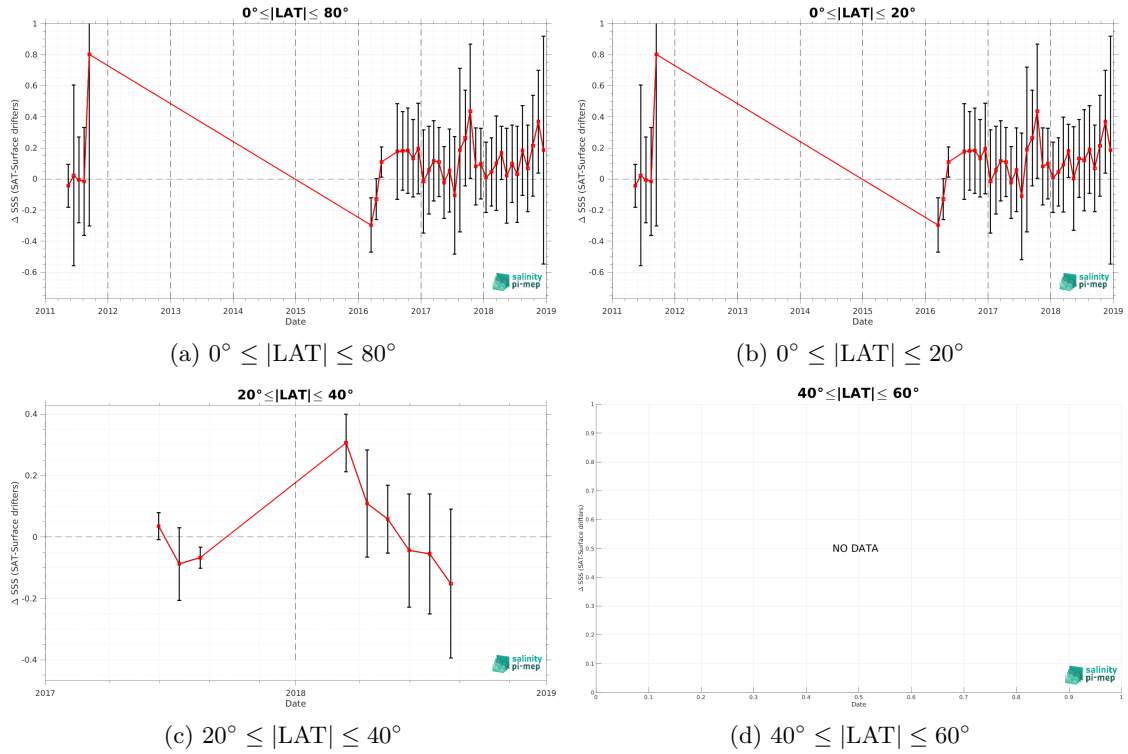 0°≤|LAT|≤ 80°
Δ SSS (SAT-Surface drifters)
1
0.8
0.6
0.4
0.2
0
-0.2
-0.4
-0.6
2011 2012 2013 2014 2015 2016 2017 2018 2019
Date
salinity
pi-mep
(a) 0° ≤ |LAT| ≤ 80°
0°≤|LAT|≤ 20°
Δ SSS (SAT-Surface drifters)
1
0.8
0.6
0.4
0.2
0
-0.2
-0.4
-0.6
2011 2012 2013 2014 2015 2016 2017 2018 2019
Date
salinity
pi-mep
(b) 0° ≤ |LAT| ≤ 20°
20°≤|LAT|≤ 40°
Δ SSS (SAT-Surface drifters)
0.4
0.2
0
-0.2
-0.4
2017 2018 2019
Date
salinity
pi-mep
(c) 20° ≤ |LAT| ≤ 40°
40°≤|LAT|≤ 60°
Δ SSS (SAT-Surface drifters)
1
0.9
0.8
0.7
0.6
0.5
0.4
0.3
0.2
0.1
0
NO DATA
0 0.1 0.2 0.3 0.4 0.5 0.6 0.7 0.8 0.9 1
Date
salinity
pi-mep
(d) 40° ≤ |LAT| ≤ 60°